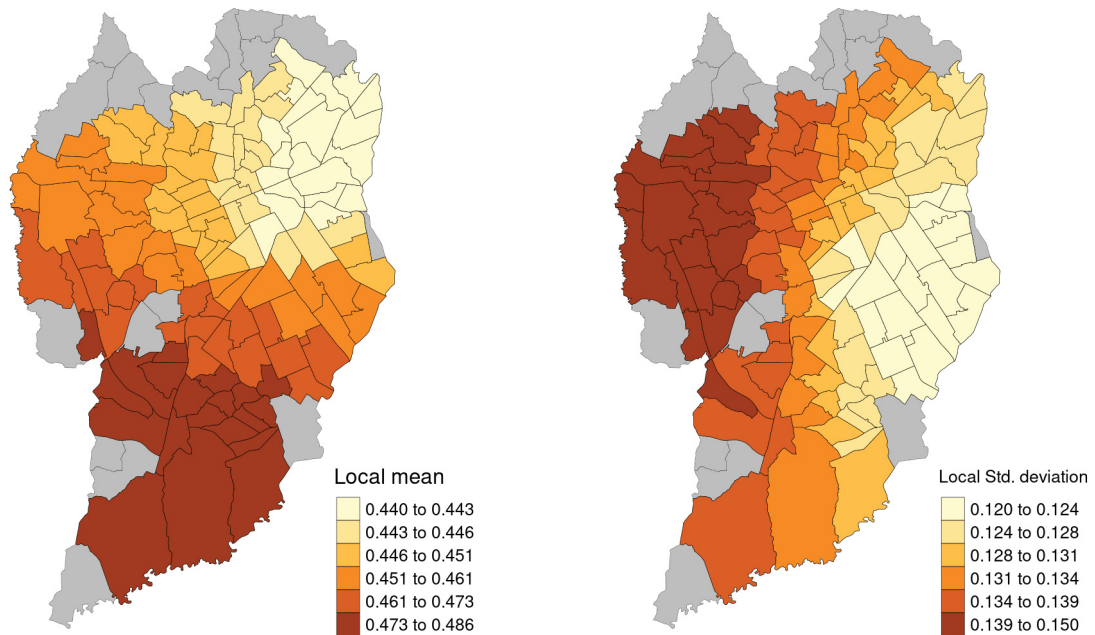 Local mean
0.440 to 0.443
0.443 to 0.446
0.446 to 0.451
0.451 to 0.461
0.461 to 0.473
0.473 to 0.486
Local Std. deviation
0.120 to 0.124
0.124 to 0.128
0.128 to 0.131
0.131 to 0.134
0.134 to 0.139
0.139 to 0.150